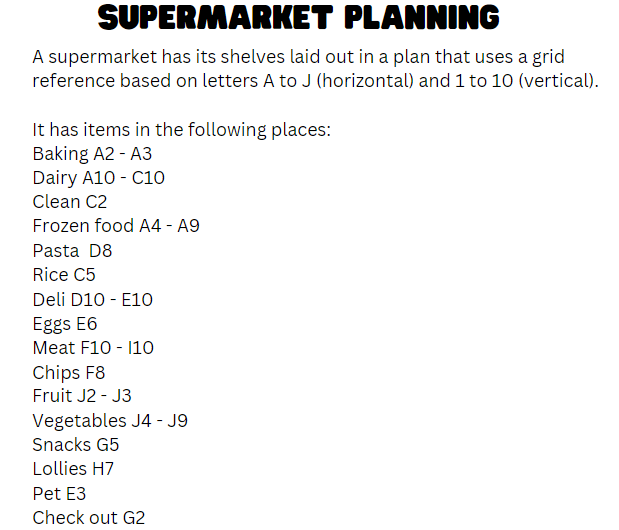 SUPERMARKET PLANNING
A supermarket has its shelves laid out in a plan that uses a grid
reference based on letters A to J (horizontal) and 1 to 10 (vertical).
It has items in the following places:
Baking A2 - A3
Dairy A10 - C10
Clean C2
Frozen food A4 - A9
Pasta  D8
Rice C5
Deli D10 - E10
Eggs E6
Meat F10 - I10
Chips F8
Fruit J2 - J3
Vegetables J4 - J9
Snacks G5
Lollies H7
Pet E3
Check out G2